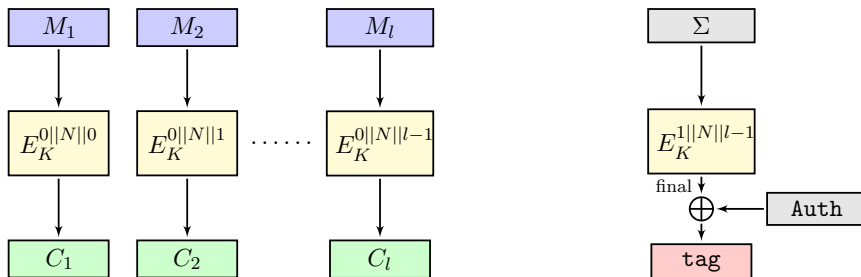 M_1 M_2 M_l Σ
E_K^{0||N||0} E_K^{0||N||1} ······ E_K^{0||N||l−1} E_K^{1||N||l−1}
final
Auth
C_1 C_2 C_l tag